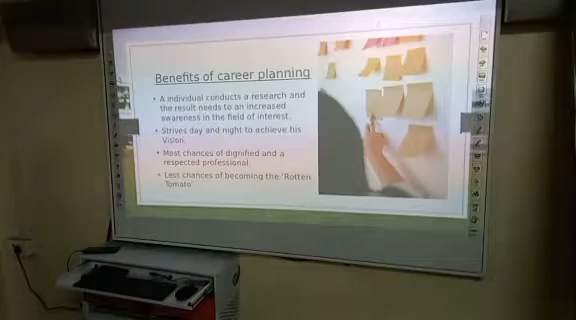 Benefits of career planning
• A individual conducts a research and
the result needs to an increased
awareness in the field of interest.
• Strives day and night to achieve his
Vision.
• Most chances of dignified and a
respected professional
• Less chances of becoming the "Rotten
Tomato"